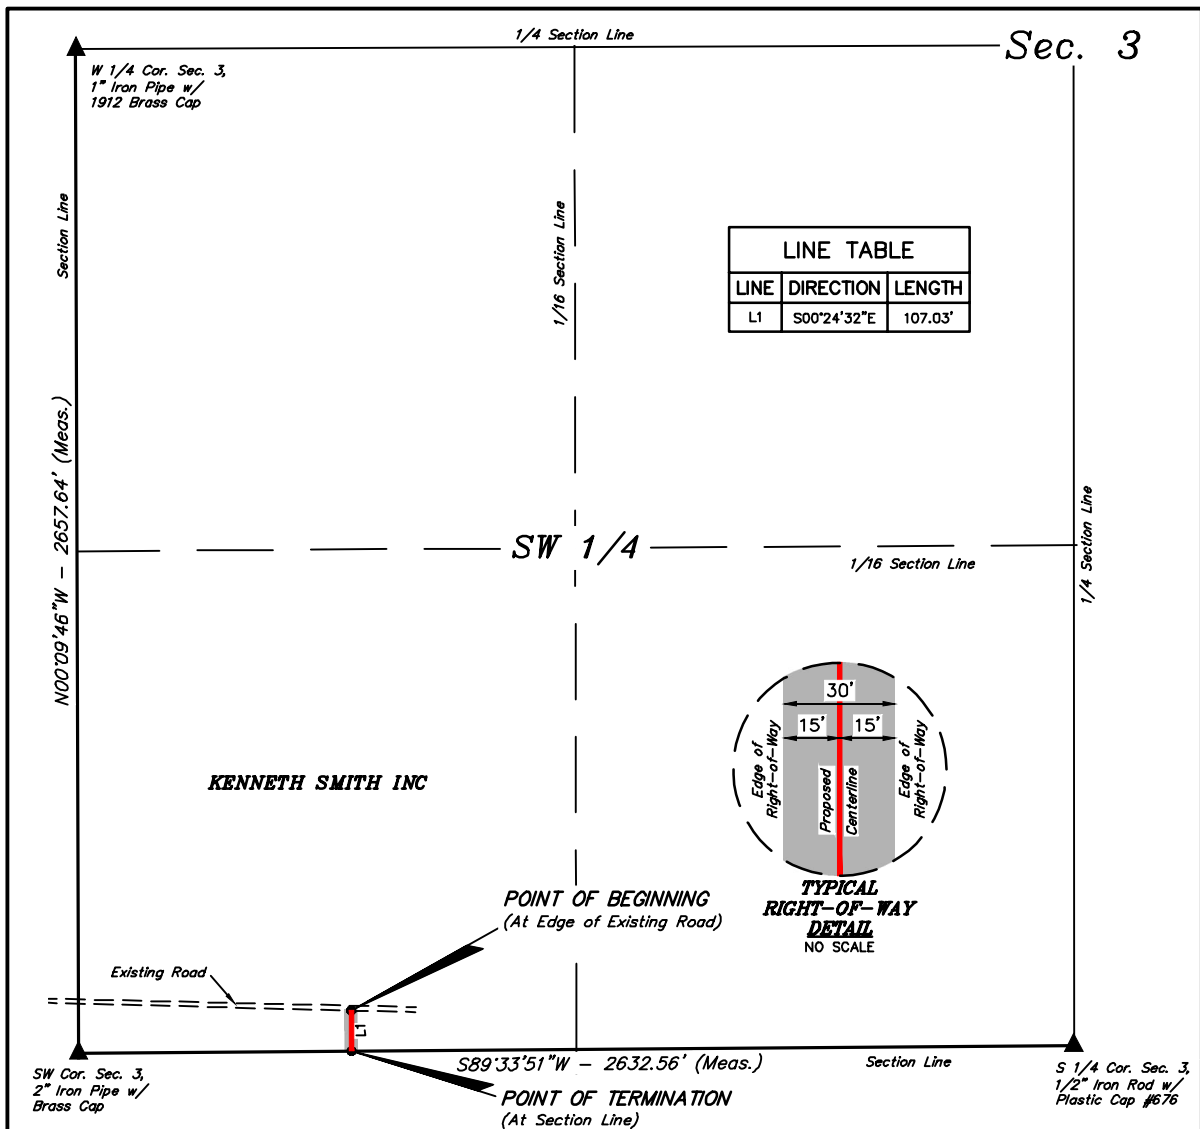 1/4 Section Line
Sec. 3
W 1/4 Cor. Sec. 3,
1" Iron Pipe w/
1912 Brass Cap
Section Line
1/16 Section Line
LINE TABLE
LINE DIRECTION LENGTH
L1 S00°24'32"E 107.03'
N00°09'46"W - 2657.64' (Meas.)
SW 1/4
1/16 Section Line
1/4 Section Line
30'
15' 15'
Edge of
Right-of-Way
Proposed
Centerline
Edge of
Right-of-Way
TYPICAL
RIGHT-OF-WAY
DETAIL
NO SCALE
KENNETH SMITH INC
POINT OF BEGINNING
(At Edge of Existing Road)
Existing Road
L1
S89°33'51"W - 2632.56' (Meas.)
Section Line
SW Cor. Sec. 3,
2" Iron Pipe w/
Brass Cap
POINT OF TERMINATION
(At Section Line)
S 1/4 Cor. Sec. 3,
1/2" Iron Rod w/
Plastic Cap #676